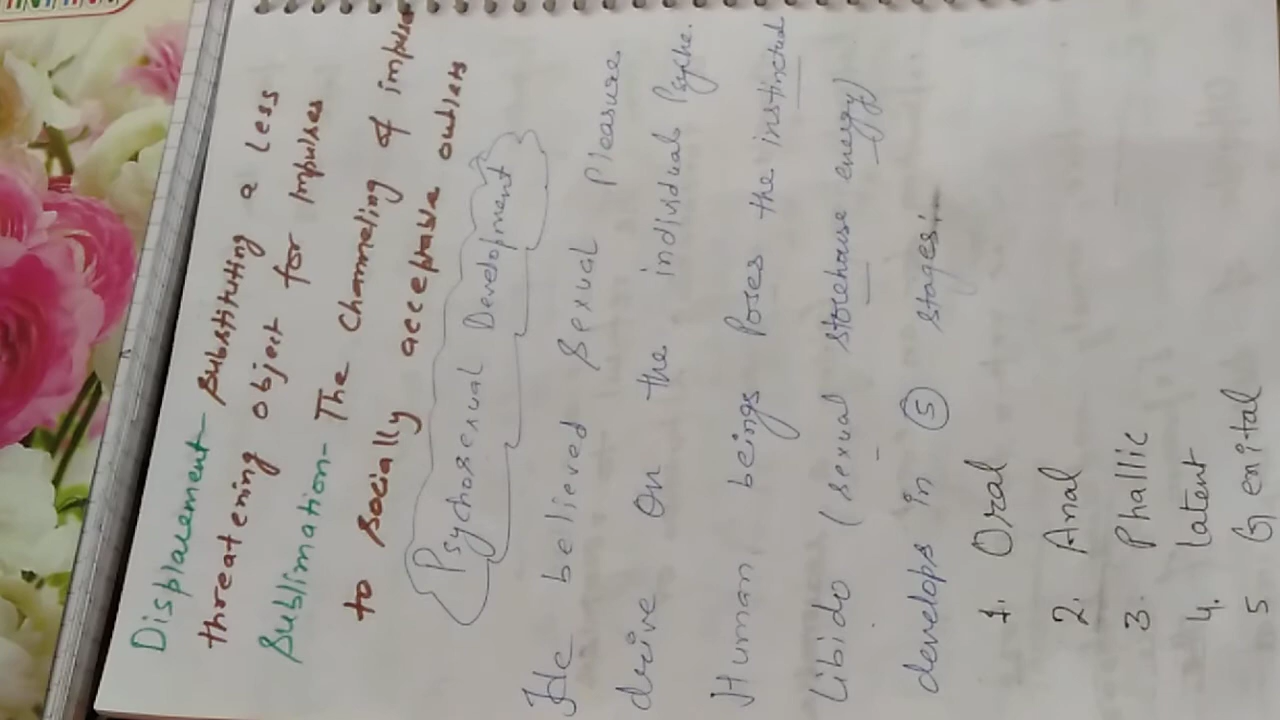 Displacement - Substituting a less
threatening object for Impulses
Sublimation - The channeling of impulse
to socially acceptable outlets
Psychosexual Development
He believed Sexual Pleasure
drive on the individual Psyche.
Human beings Poses the instinctual
libido (sexual storehouse energy)
develops in 5 stages:
1. Oral
2. Anal
3. Phallic
4. latent
5 Genital